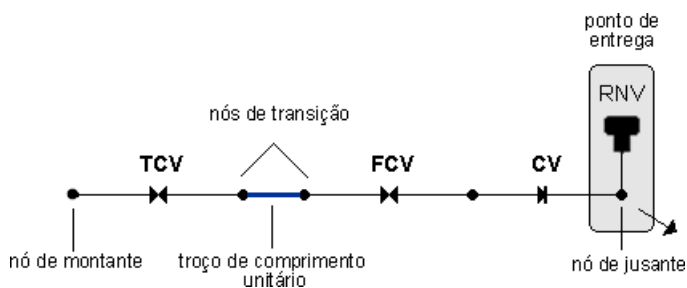 ponto de
entrega
RNV
nós de transição
TCV
FCV
CV
nó de montante
troço de comprimento
unitário
nó de jusante